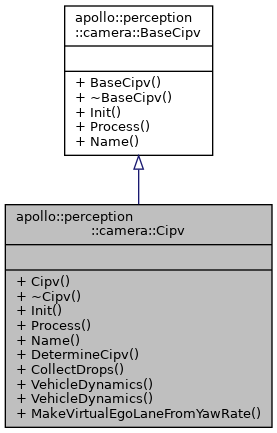 apollo::perception
::camera::BaseCipv
+ BaseCipv()
+ ~BaseCipv()
+ Init()
+ Process()
+ Name()
apollo::perception
::camera::Cipv
+ Cipv()
+ ~Cipv()
+ Init()
+ Process()
+ Name()
+ DetermineCipv()
+ CollectDrops()
+ VehicleDynamics()
+ VehicleDynamics()
+ MakeVirtualEgoLaneFromYawRate()